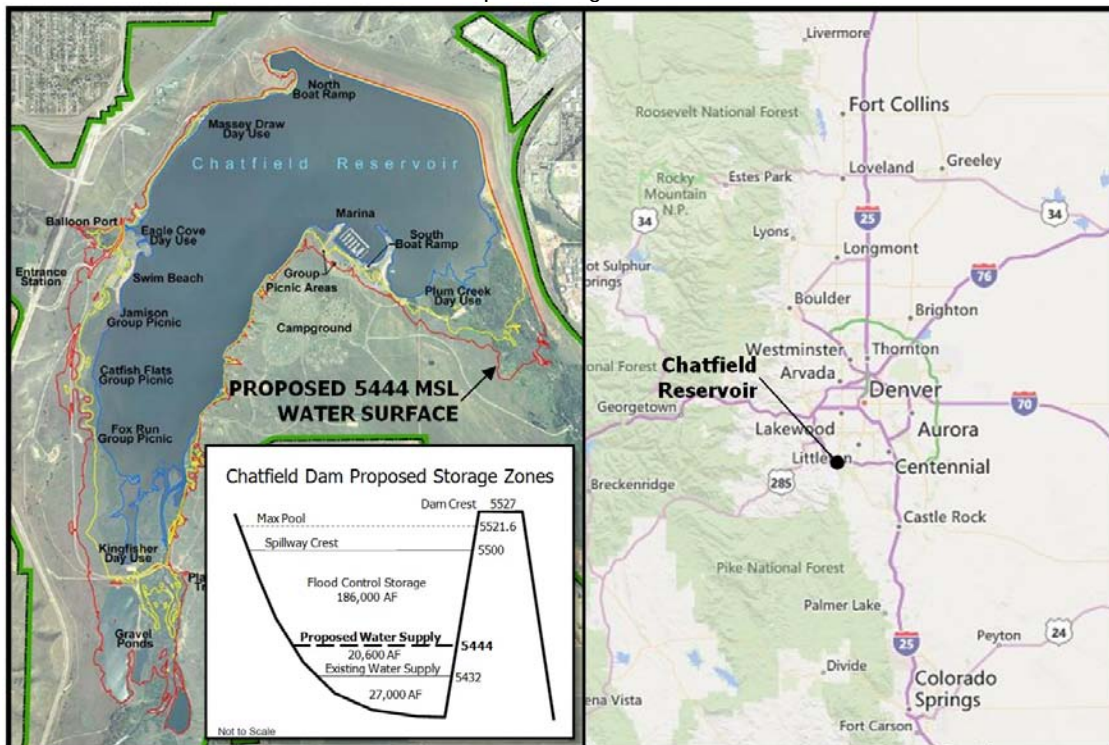 North
Boat Ramp
Massey Draw
Day Use
Chatfield Reservoir
Balloon Port
Eagle Cove
Day Use
Marina
South
Boat Ramp
Entrance
Station
Swim Beach
Group
Picnic Areas
Plum Creek
Day Use
Jamison
Group Picnic
Campground
Catfish Flats
Group Picnic
PROPOSED 5444 MSL
WATER SURFACE
Fox Run
Group Picnic
Kingfisher
Day Use
Gravel
Ponds
Chatfield Dam Proposed Storage Zones
Dam Crest 5527
Max Pool
5521.6
Spillway Crest
5500
Flood Control Storage
186,000 AF
Proposed Water Supply
5444
20,600 AF
Existing Water Supply
5432
27,000 AF
Not to Scale
Livermore
Roosevelt National Forest
Fort Collins
Loveland
Greeley
Estes Park
Rocky
Mountain
N.P.
34
25
34
Lyons
Longmont
76
Boulder
Brighton
Westminster
Thornton
Arvada
Chatfield
Reservoir
Denver
Georgetown
70
Lakewood
Aurora
Littleton
Centennial
285
Breckenridge
Castle Rock
Pike National Forest
Palmer Lake
Peyton
24
25
Divide
Colorado
Springs
Fort Carson